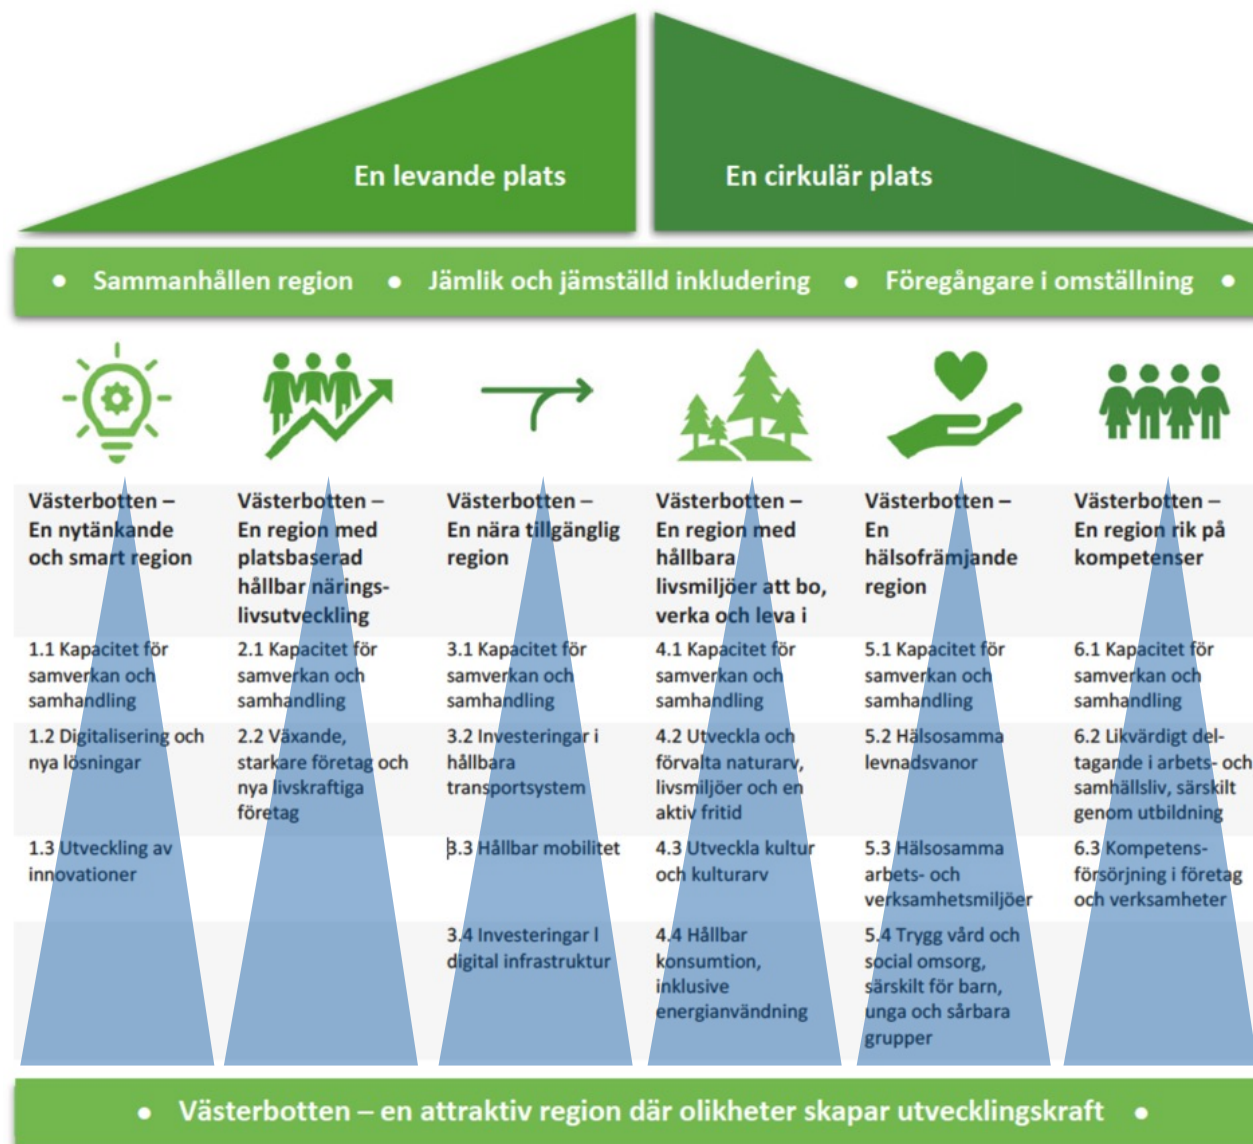 En levande plats
En cirkulär plats
• Sammanhållen region • Jämlik och jämställd inkludering • Föregångare i omställning •
Västerbotten –
En nytänkande
och smart region
1.1 Kapacitet för
samverkan och
samhandling
1.2 Digitalisering och
nya lösningar
1.3 Utveckling av
innovationer
Västerbotten –
En region med
platsbaserad
hållbar närings-
livsutveckling
2.1 Kapacitet för
samverkan och
samhandling
2.2 Växande,
starkare företag och
nya livskraftiga
företag
Västerbotten –
En nära tillgänglig
region
3.1 Kapacitet för
samverkan och
samhandling
3.2 Investeringar i
hållbara
transportsystem
3.3 Hållbar mobilitet
3.4 Investeringar I
digital infrastruktur
Västerbotten –
En region med
hållbara
livsmiljöer att bo,
verka och leva i
4.1 Kapacitet för
samverkan och
samhandling
4.2 Utveckla och
förvalta naturarv,
livsmiljöer och en
aktiv fritid
4.3 Utveckla kultur
och kulturarv
4.4 Hållbar
konsumtion,
inklusive
energianvändning
Västerbotten –
En
hälsofrämjande
region
5.1 Kapacitet för
samverkan och
samhandling
5.2 Hälsosamma
levnadsvanor
5.3 Hälsosamma
arbets- och
verksamhetsmiljöer
5.4 Trygg vård och
social omsorg,
särskilt för barn,
unga och sårbara
grupper
Västerbotten –
En region rik på
kompetenser
6.1 Kapacitet för
samverkan och
samhandling
6.2 Likvärdigt del-
tagande i arbets- och
samhällsliv, särskilt
genom utbildning
6.3 Kompetens-
försörjning i företag
och verksamheter
• Västerbotten – en attraktiv region där olikheter skapar utvecklingskraft •